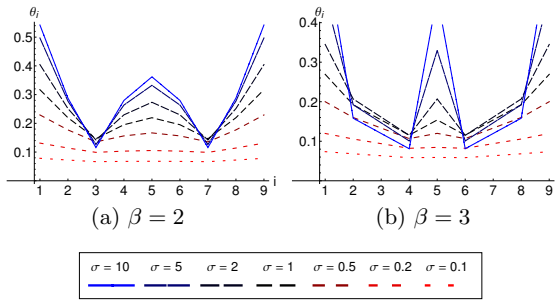 θ_i θ_i
0.5 0.4
0.4 0.3
0.3 0.2
0.2 0.1
0.1
1 2 3 4 5 6 7 8 9 i 1 2 3 4 5 6 7 8 9
(a) β = 2 (b) β = 3
σ = 10 σ = 5 σ = 2 σ = 1 σ = 0.5 σ = 0.2 σ = 0.1